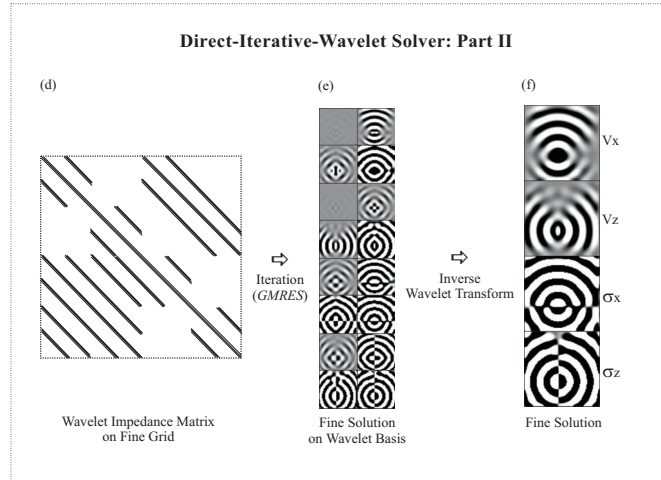 Direct-Iterative-Wavelet Solver: Part II
(d)
(e)
(f)
Vx
Vz
σx
σz
⇨
Iteration
(GMRES)
⇨
Inverse
Wavelet Transform
Wavelet Impedance Matrix
on Fine Grid
Fine Solution
on Wavelet Basis
Fine Solution